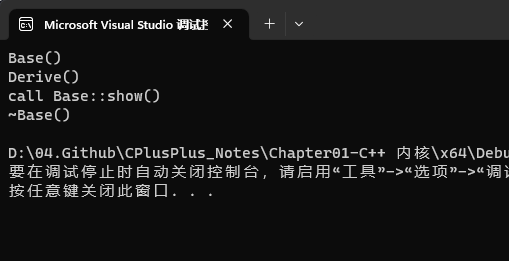 Microsoft Visual Studio 调试
Base()
Derive()
call Base::show()
~Base()
D:\04.Github\CPlusPlus_Notes\Chapter01-C++ 内核\x64\Debu
要在调试停止时自动关闭控制台，请启用“工具”->“选项”->“调试
按任意键关闭此窗口. . .